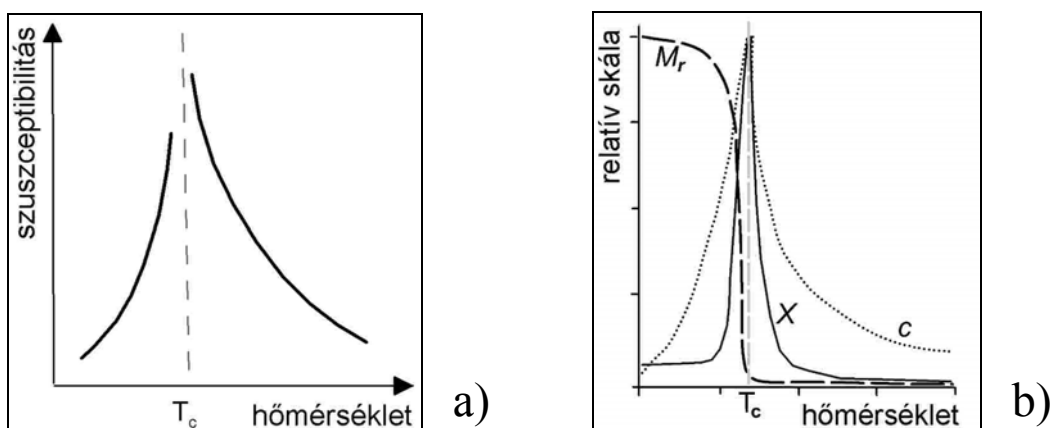 szuszceptibilitás
T_c
hőmérséklet
a)
relatív skála
M_r
X
c
T_c
hőmérséklet
b)